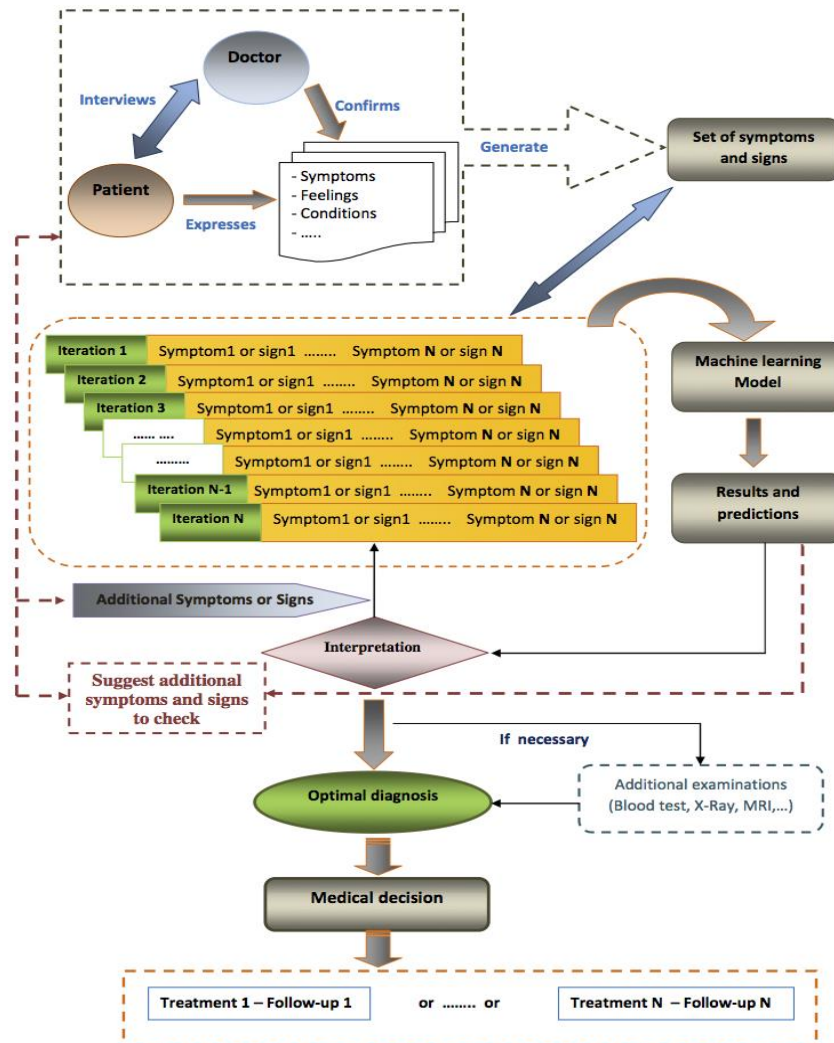 Doctor
Interviews
Confirms
Patient
Expresses
- Symptoms
- Feelings
- Conditions
- .....
Generate
Set of symptoms
and signs
Iteration 1 Symptom1 or sign1 ........ Symptom N or sign N
Iteration 2 Symptom1 or sign1 ........ Symptom N or sign N
Iteration 3 Symptom1 or sign1 ........ Symptom N or sign N
...... .... Symptom1 or sign1 ........ Symptom N or sign N
......... Symptom1 or sign1 ........ Symptom N or sign N
Iteration N-1 Symptom1 or sign1 ........ Symptom N or sign N
Iteration N Symptom1 or sign1 ........ Symptom N or sign N
Machine learning
Model
Results and
predictions
Additional Symptoms or Signs
Interpretation
Suggest additional
symptoms and signs
to check
If necessary
Additional examinations
(Blood test, X-Ray, MRI,...)
Optimal diagnosis
Medical decision
Treatment 1 – Follow-up 1 or ........ or Treatment N – Follow-up N